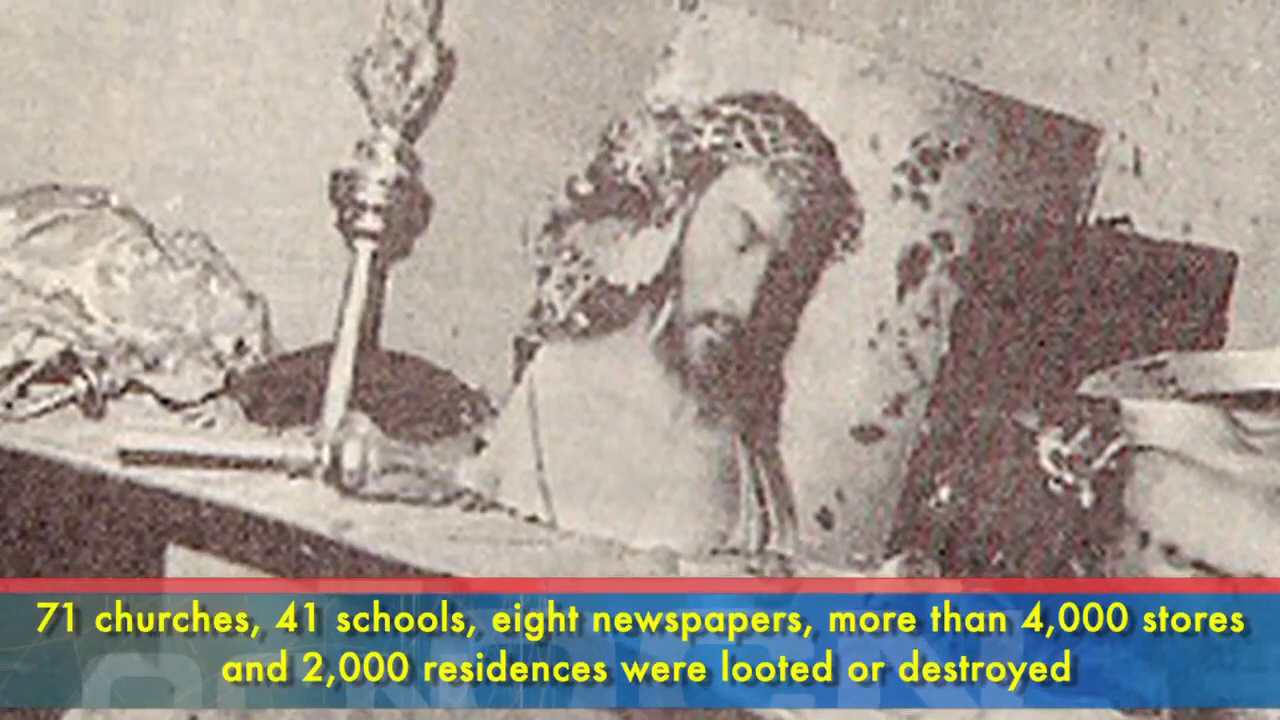 71 churches, 41 schools, eight newspapers, more than 4,000 stores
and 2,000 residences were looted or destroyed